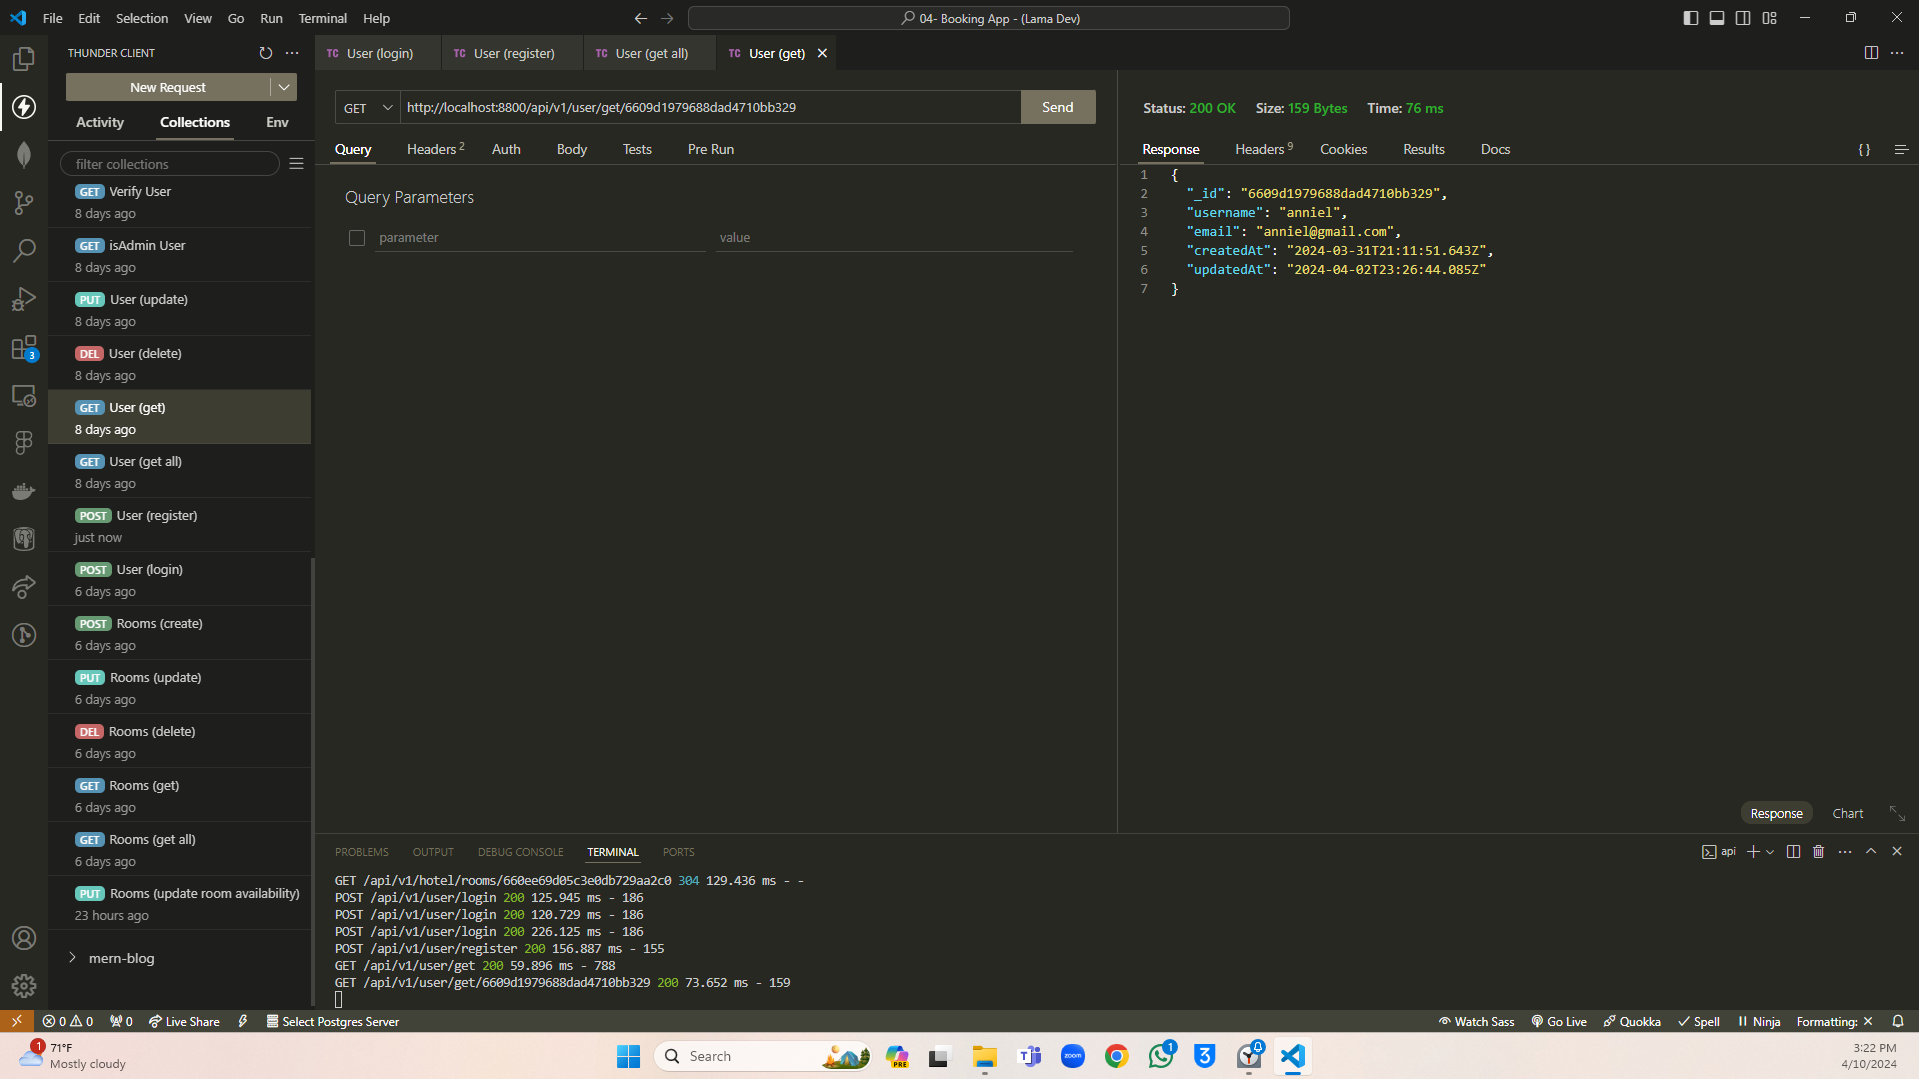 File Edit Selection View Go Run Terminal Help
04- Booking App - (Lama Dev)
THUNDER CLIENT
New Request
Activity Collections Env
filter collections
GET Verify User
8 days ago
GET isAdmin User
8 days ago
PUT User (update)
8 days ago
DEL User (delete)
8 days ago
GET User (get)
8 days ago
GET User (get all)
8 days ago
POST User (register)
just now
POST User (login)
6 days ago
POST Rooms (create)
6 days ago
PUT Rooms (update)
6 days ago
DEL Rooms (delete)
6 days ago
GET Rooms (get)
6 days ago
GET Rooms (get all)
6 days ago
PUT Rooms (update room availability)
23 hours ago
mern-blog
3
TC User (login) TC User (register) TC User (get all) TC User (get)
GET http://localhost:8800/api/v1/user/get/6609d1979688dad4710bb329 Send
Query Headers 2 Auth Body Tests Pre Run
Query Parameters
parameter value
Status: 200 OK Size: 159 Bytes Time: 76 ms
Response Headers 9 Cookies Results Docs {}
1 {
2 "_id": "6609d1979688dad4710bb329",
3 "username": "anniel",
4 "email": "anniel@gmail.com",
5 "createdAt": "2024-03-31T21:11:51.643Z",
6 "updatedAt": "2024-04-02T23:26:44.085Z"
7 }
Response Chart
PROBLEMS OUTPUT DEBUG CONSOLE TERMINAL PORTS
api
GET /api/v1/hotel/rooms/660ee69d05c3e0db729aa2c0 304 129.436 ms - -
POST /api/v1/user/login 200 125.945 ms - 186
POST /api/v1/user/login 200 120.729 ms - 186
POST /api/v1/user/login 200 226.125 ms - 186
POST /api/v1/user/register 200 156.887 ms - 155
GET /api/v1/user/get 200 59.896 ms - 788
GET /api/v1/user/get/6609d1979688dad4710bb329 200 73.652 ms - 159
0 0 0 Live Share Select Postgres Server
Watch Sass Go Live Quokka Spell Ninja Formatting:
1 71°F
Mostly cloudy
Search
PRE
zoom
1
3:22 PM
4/10/2024